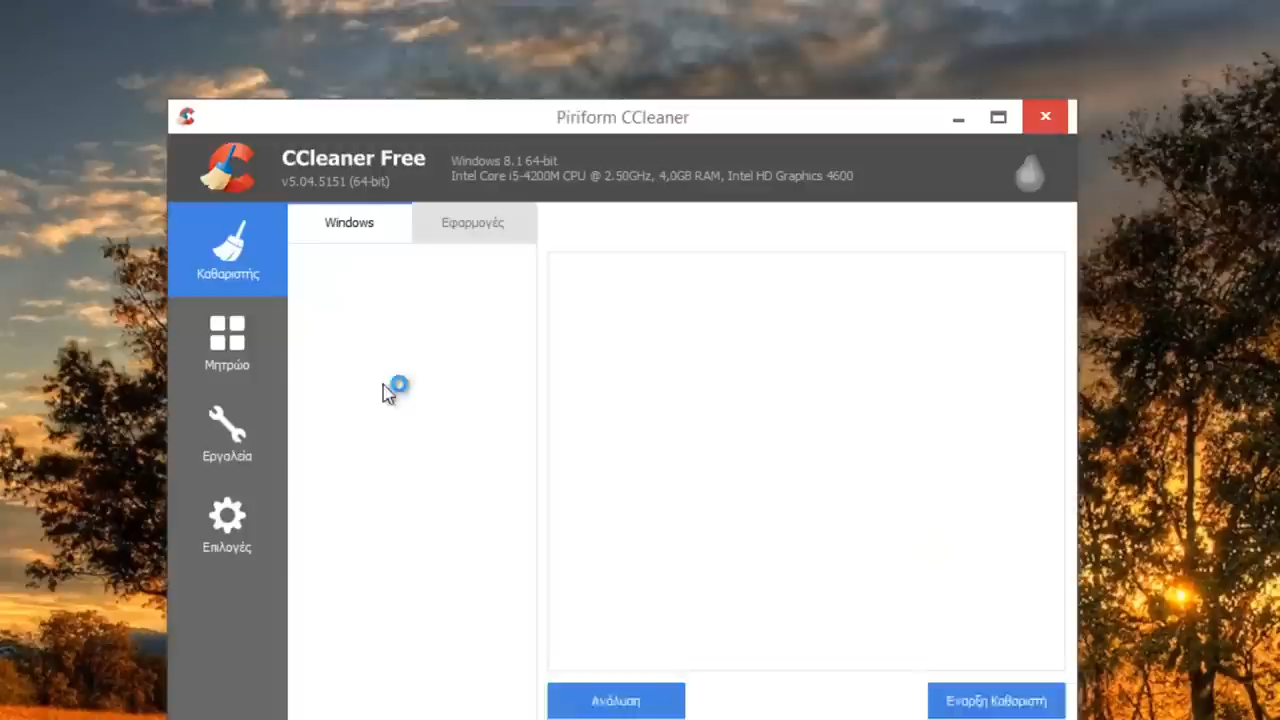 Piriform CCleaner
CCleaner Free
v5.04.5151 (64-bit)
Windows 8.1 64-bit
Intel Core i5-4200M CPU @ 2.50GHz, 4,0GB RAM, Intel HD Graphics 4600
Windows
Εφαρμογές
Καθαριστής
Μητρώο
Εργαλεία
Επιλογές
Ανάλυση
Έναρξη Καθαριστή